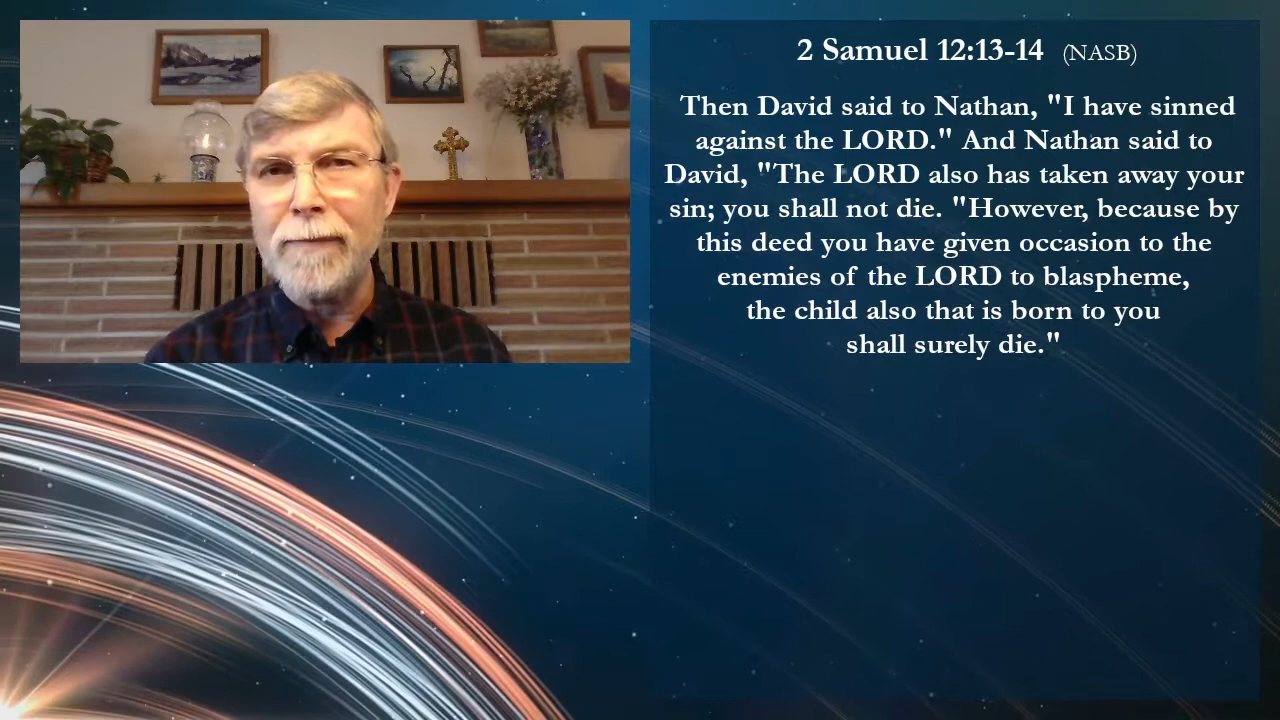 2 Samuel 12:13-14 (NASB)
Then David said to Nathan, "I have sinned
against the LORD." And Nathan said to
David, "The LORD also has taken away your
sin; you shall not die. "However, because by
this deed you have given occasion to the
enemies of the LORD to blaspheme,
the child also that is born to you
shall surely die."